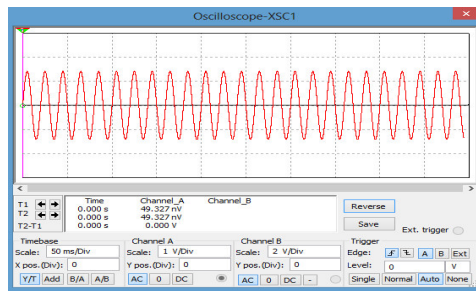 Oscilloscope-XSC1
Time Channel_A Channel_B
T1 0.000 s 49.327 nV
T2 0.000 s 49.327 nV
T2-T1 0.000 s 0.000 V
Reverse
Save
Ext. trigger
Timebase
Scale: 50 ms/Div
X pos.(Div): 0
Y/T Add B/A A/B
Channel A
Scale: 1 V/Div
Y pos.(Div): 0
AC 0 DC
Channel B
Scale: 2 V/Div
Y pos.(Div): 0
AC 0 DC -
Trigger
Edge: A B Ext
Level: 0 V
Single Normal Auto None